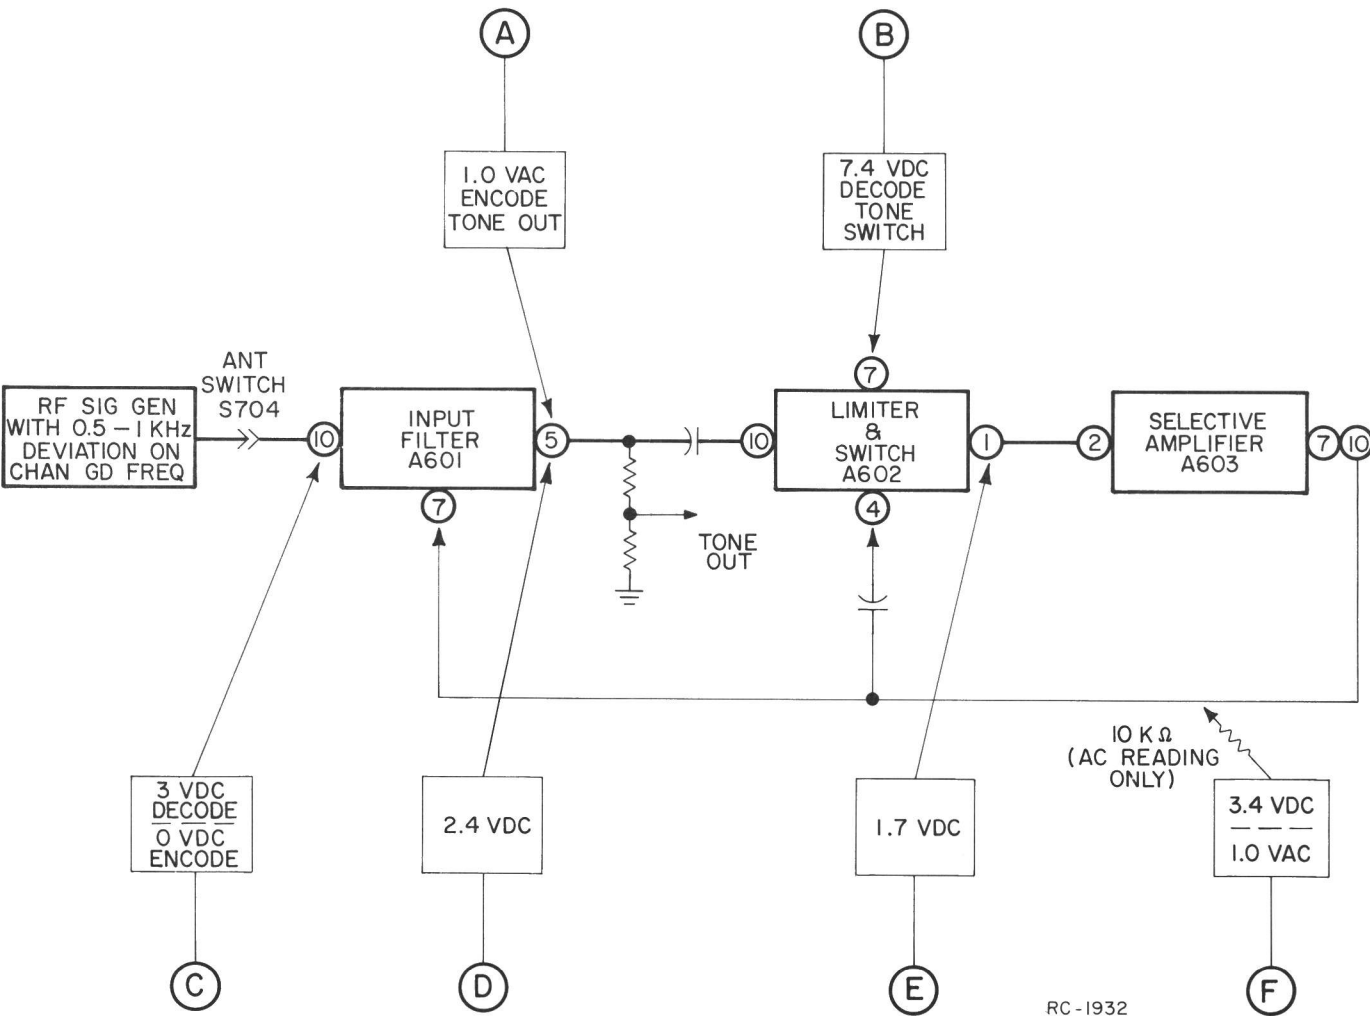 A
B
1.0 VAC
ENCODE
TONE OUT
7.4 VDC
DECODE
TONE
SWITCH
ANT
SWITCH
S704
RF SIG GEN
WITH 0.5 – 1 KHz
DEVIATION ON
CHAN GD FREQ
10
INPUT
FILTER
A601
5
7
10
7
LIMITER
&
SWITCH
A602
1
4
2
SELECTIVE
AMPLIFIER
A603
7
10
TONE
OUT
10 K Ω
(AC READING
ONLY)
3 VDC
DECODE
0 VDC
ENCODE
2.4 VDC
1.7 VDC
3.4 VDC
1.0 VAC
C
D
E
F
RC-1932